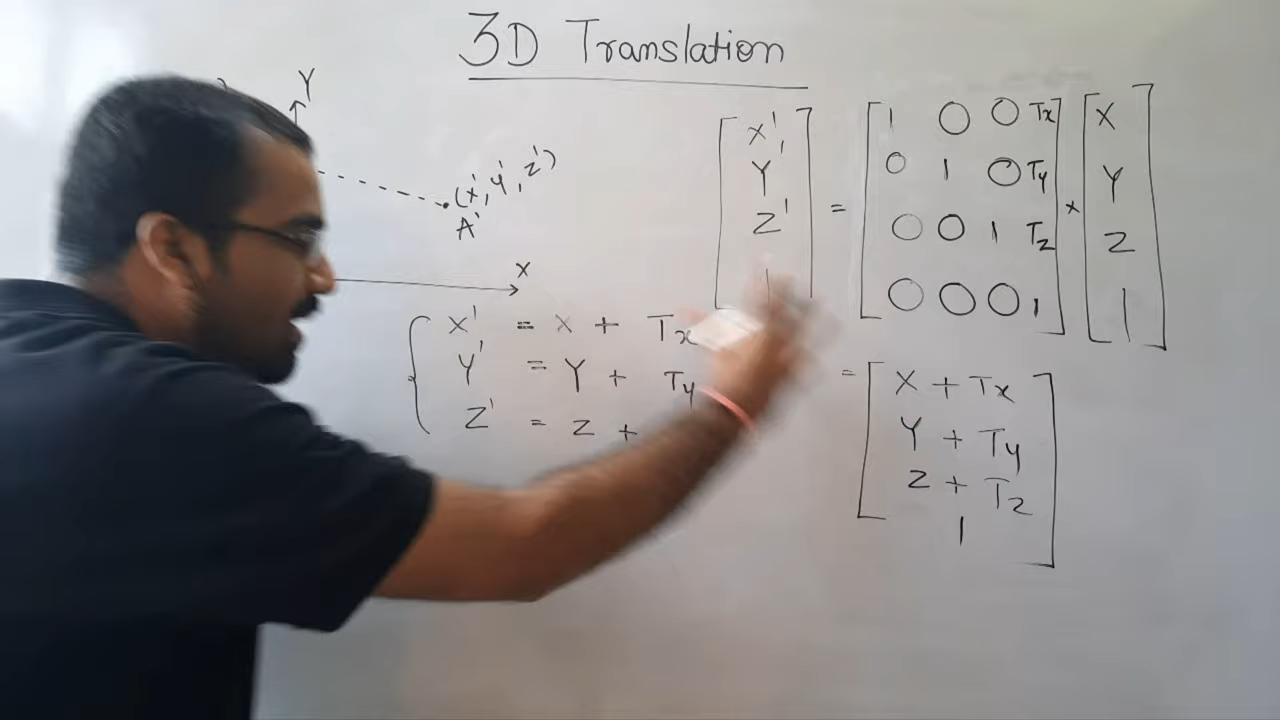 3D Translation
Y
(x', y', z')
A'
X
X' = X + Tx
Y' = Y + Ty
Z' = Z +
X'
Y'
Z'
1
=
1 0 0 Tx
0 1 0 Ty
0 0 1 Tz
0 0 0 1
×
X
Y
Z
1
=
X + Tx
Y + Ty
Z + Tz
1